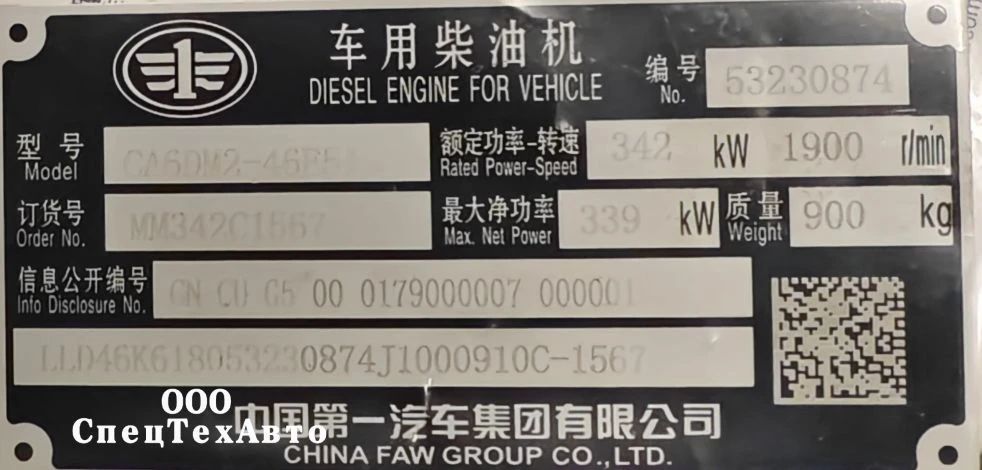 车用柴油机
DIESEL ENGINE FOR VEHICLE
编号 No. 53230874
型号 Model CA6DM2-46E51
额定功率-转速 Rated Power-Speed 342 kW 1900 r/min
订货号 Order No. MM342C1567
最大净功率 Max. Net Power 339 kW
质量 Weight 900 kg
信息公开编号 Info Disclosure No. CN CU G5 00 0179000007 000001
LLD46K618053230874J1000910C-1567
中国第一汽车集团有限公司
CHINA FAW GROUP CO.,LTD.
ООО
СпецТехАвто